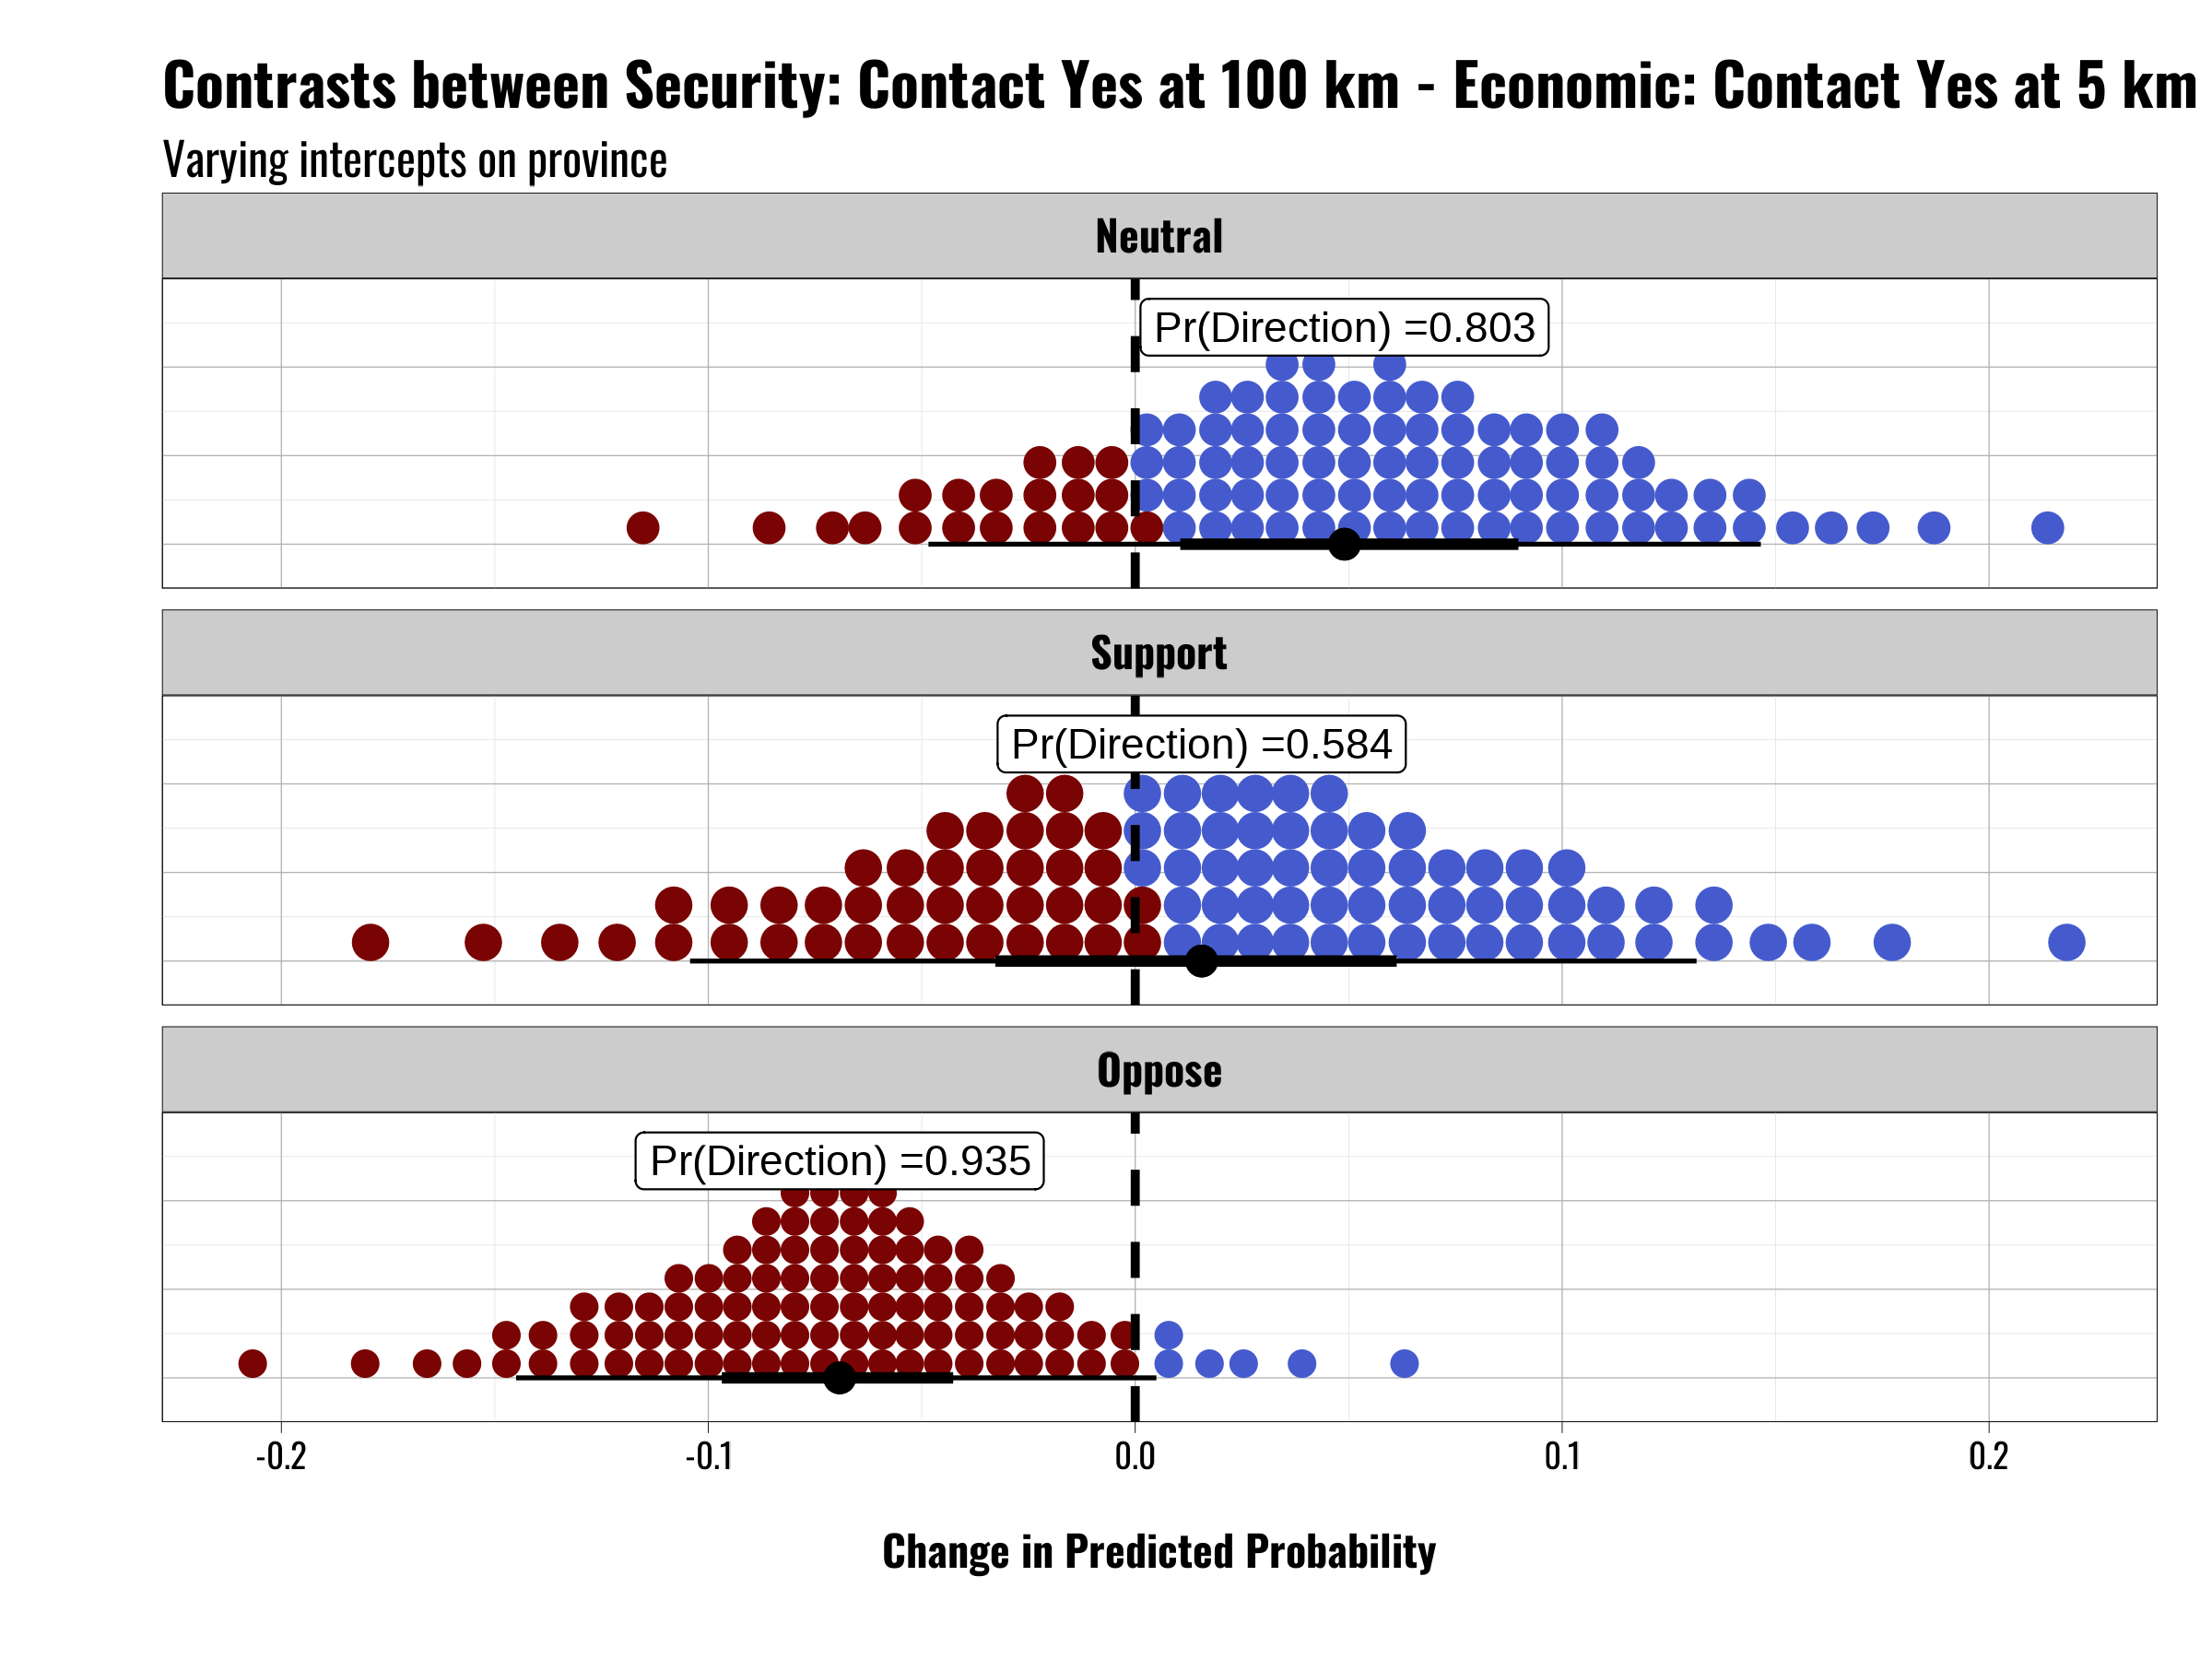 Contrasts between Security: Contact Yes at 100 km - Economic: Contact Yes at 5 km
Varying intercepts on province
Neutral
Pr(Direction) =0.803
Support
Pr(Direction) =0.584
Oppose
Pr(Direction) =0.935
-0.2 -0.1 0.0 0.1 0.2
Change in Predicted Probability